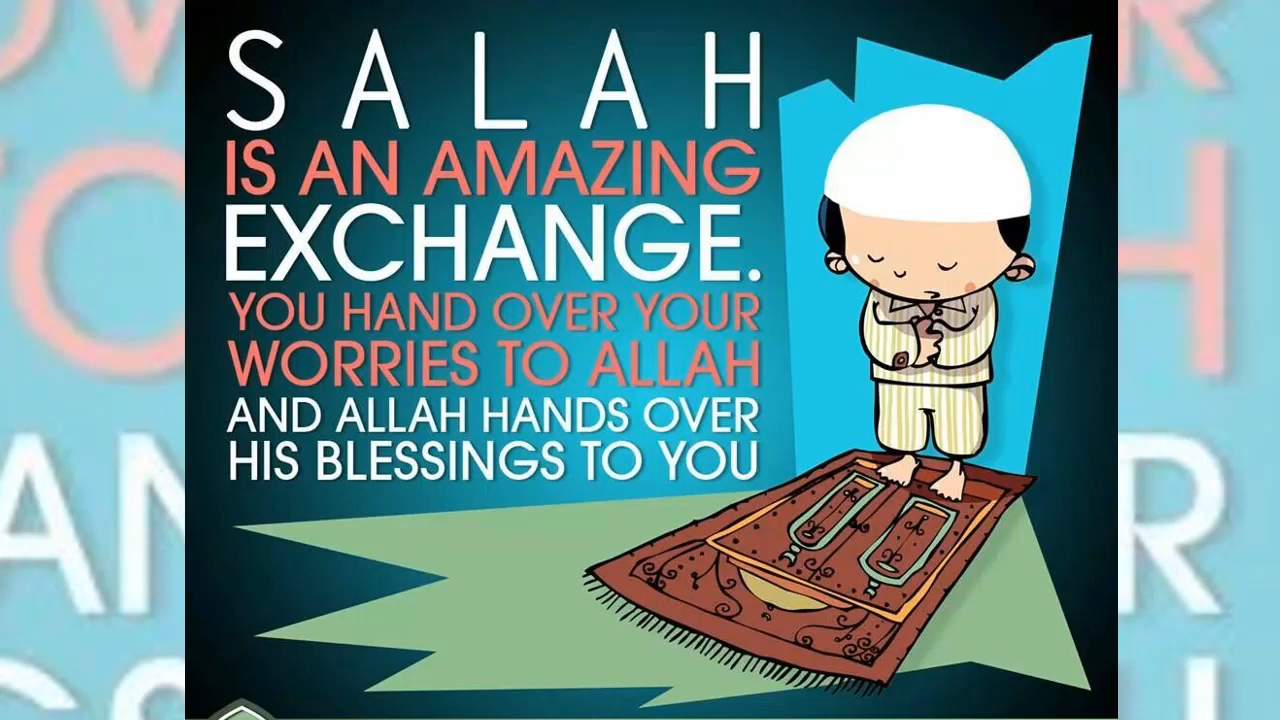 SALAH
IS AN AMAZING
EXCHANGE.
YOU HAND OVER YOUR
WORRIES TO ALLAH
AND ALLAH HANDS OVER
HIS BLESSINGS TO YOU